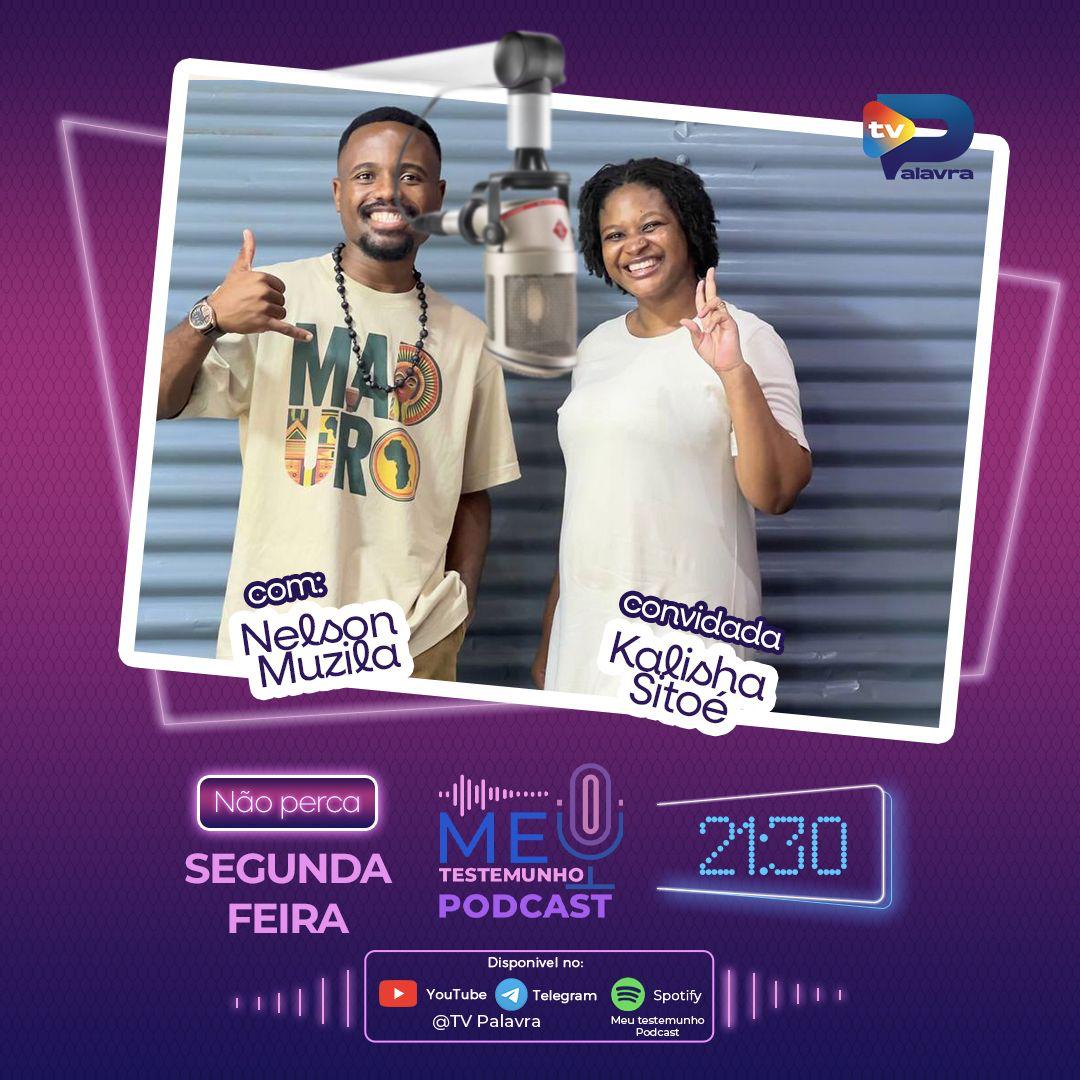 tv
Palavra
MAD
URO
com:
Nelson
Muzila
convidada
Kalisha
Sitoé
Não perca
SEGUNDA
FEIRA
MEU
TESTEMUNHO
PODCAST
21:30
Disponivel no:
YouTube
Telegram
Spotify
@TV Palavra
Meu testemunho
Podcast